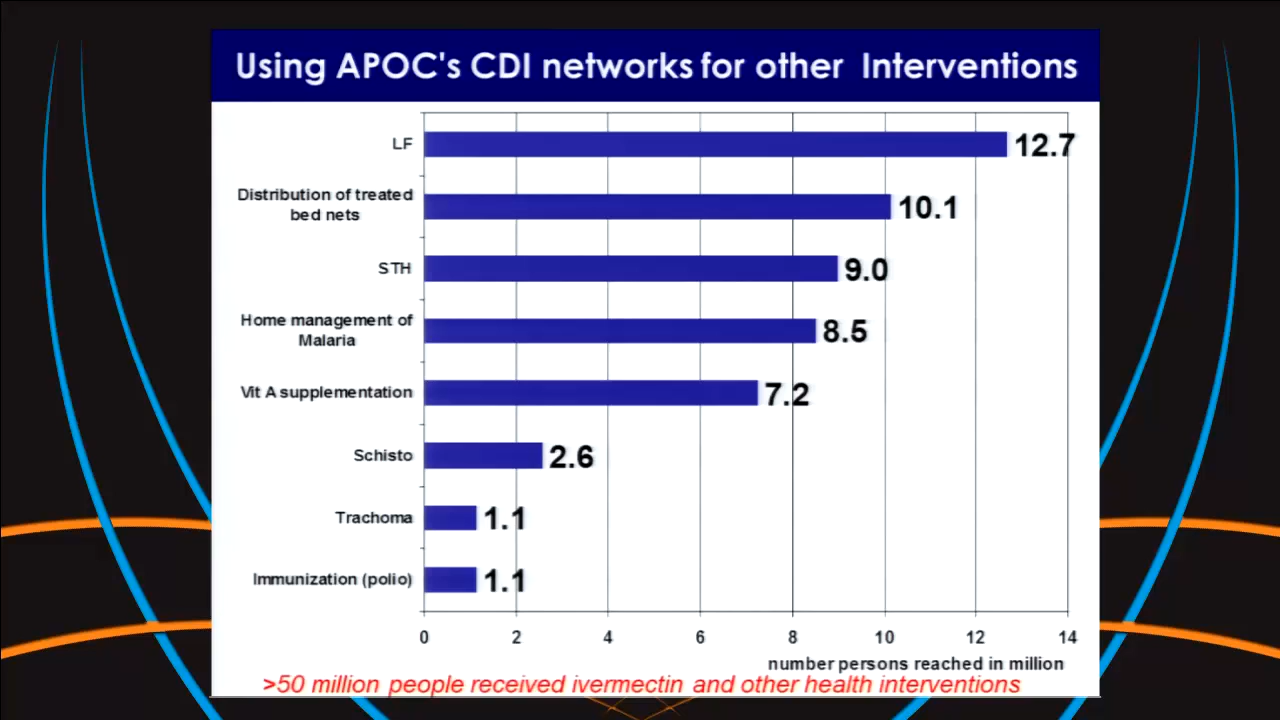 Using APOC's CDI networks for other Interventions
LF
12.7
Distribution of treated
bed nets
10.1
STH
9.0
Home management of
Malaria
8.5
Vit A supplementation
7.2
Schisto
2.6
Trachoma
1.1
Immunization (polio)
1.1
0 2 4 6 8 10 12 14
number persons reached in million
>50 million people received ivermectin and other health interventions